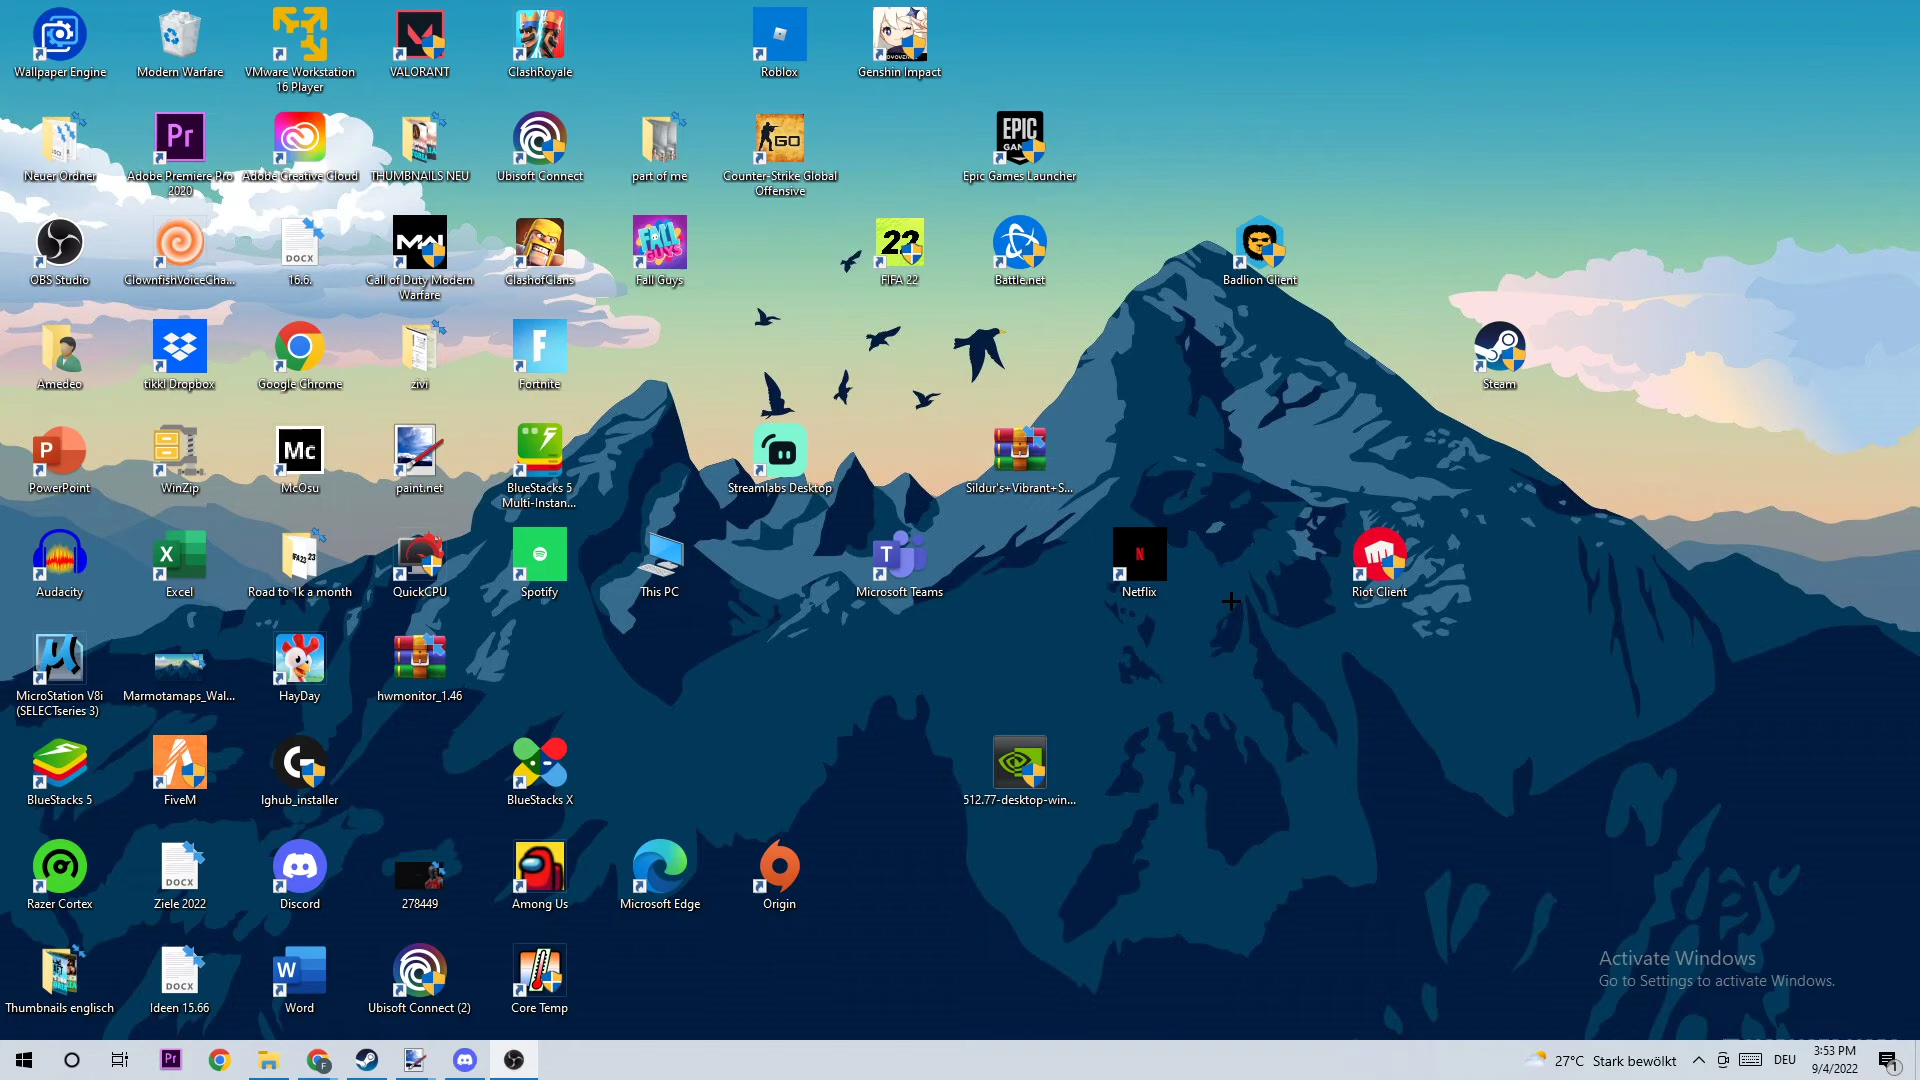 Wallpaper Engine
Modern Warfare
VMware Workstation
16 Player
VALORANT
ClashRoyale
Roblox
Genshin Impact
Neuer Ordner
Adobe Premiere Pro
2020
Adobe Creative Cloud
THUMBNAILS NEU
Ubisoft Connect
part of me
Counter-Strike Global
Offensive
Epic Games Launcher
OBS Studio
ClownfishVoiceCha...
16.6.
Call of Duty Modern
Warfare
ClashofClans
Fall Guys
FIFA 22
Battle.net
Badlion Client
Amedeo
tikkl Dropbox
Google Chrome
zivi
Fortnite
Steam
PowerPoint
WinZip
McOsu
paint.net
BlueStacks 5
Multi-Instan...
Streamlabs Desktop
Sildur's+Vibrant+S...
Audacity
Excel
Road to 1k a month
QuickCPU
Spotify
This PC
Microsoft Teams
Netflix
Riot Client
MicroStation V8i
(SELECTseries 3)
Marmotamaps_Wal...
HayDay
hwmonitor_1.46
BlueStacks 5
FiveM
lghub_installer
BlueStacks X
512.77-desktop-win...
Razer Cortex
Ziele 2022
Discord
278449
Among Us
Microsoft Edge
Origin
Thumbnails englisch
Ideen 15.66
Word
Ubisoft Connect (2)
Core Temp
Activate Windows
Go to Settings to activate Windows.
27°C Stark bewölkt
DEU
3:53 PM
9/4/2022